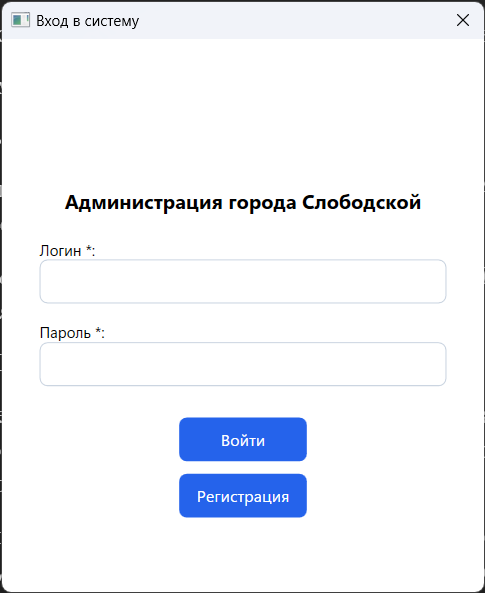 Вход в систему
Администрация города Слободской
Логин *:
Пароль *:
Войти
Регистрация